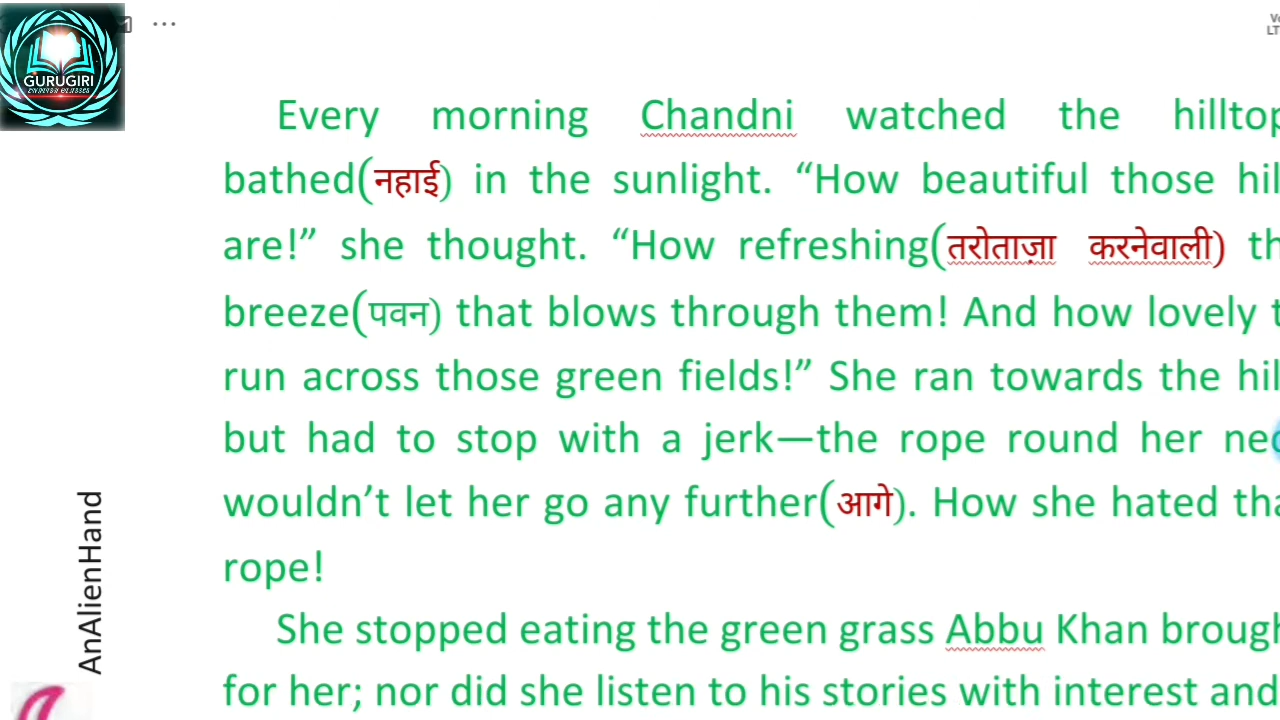 GURUGIRI
Every morning Chandni watched the hilltop
bathed(नहाई) in the sunlight. “How beautiful those hil
are!” she thought. “How refreshing(तरोताज़ा करनेवाली) th
breeze(पवन) that blows through them! And how lovely t
run across those green fields!” She ran towards the hil
but had to stop with a jerk—the rope round her nec
wouldn’t let her go any further(आगे). How she hated tha
rope!
She stopped eating the green grass Abbu Khan brough
for her; nor did she listen to his stories with interest and
AnAlienHand